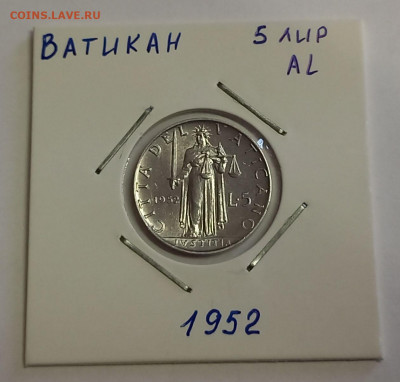 COINS.LAVE.RU
ВАТИКАН 5 ЛИР
AL
CITTA DEL VATICANO
1952 L.5
IVSTITIA
1952